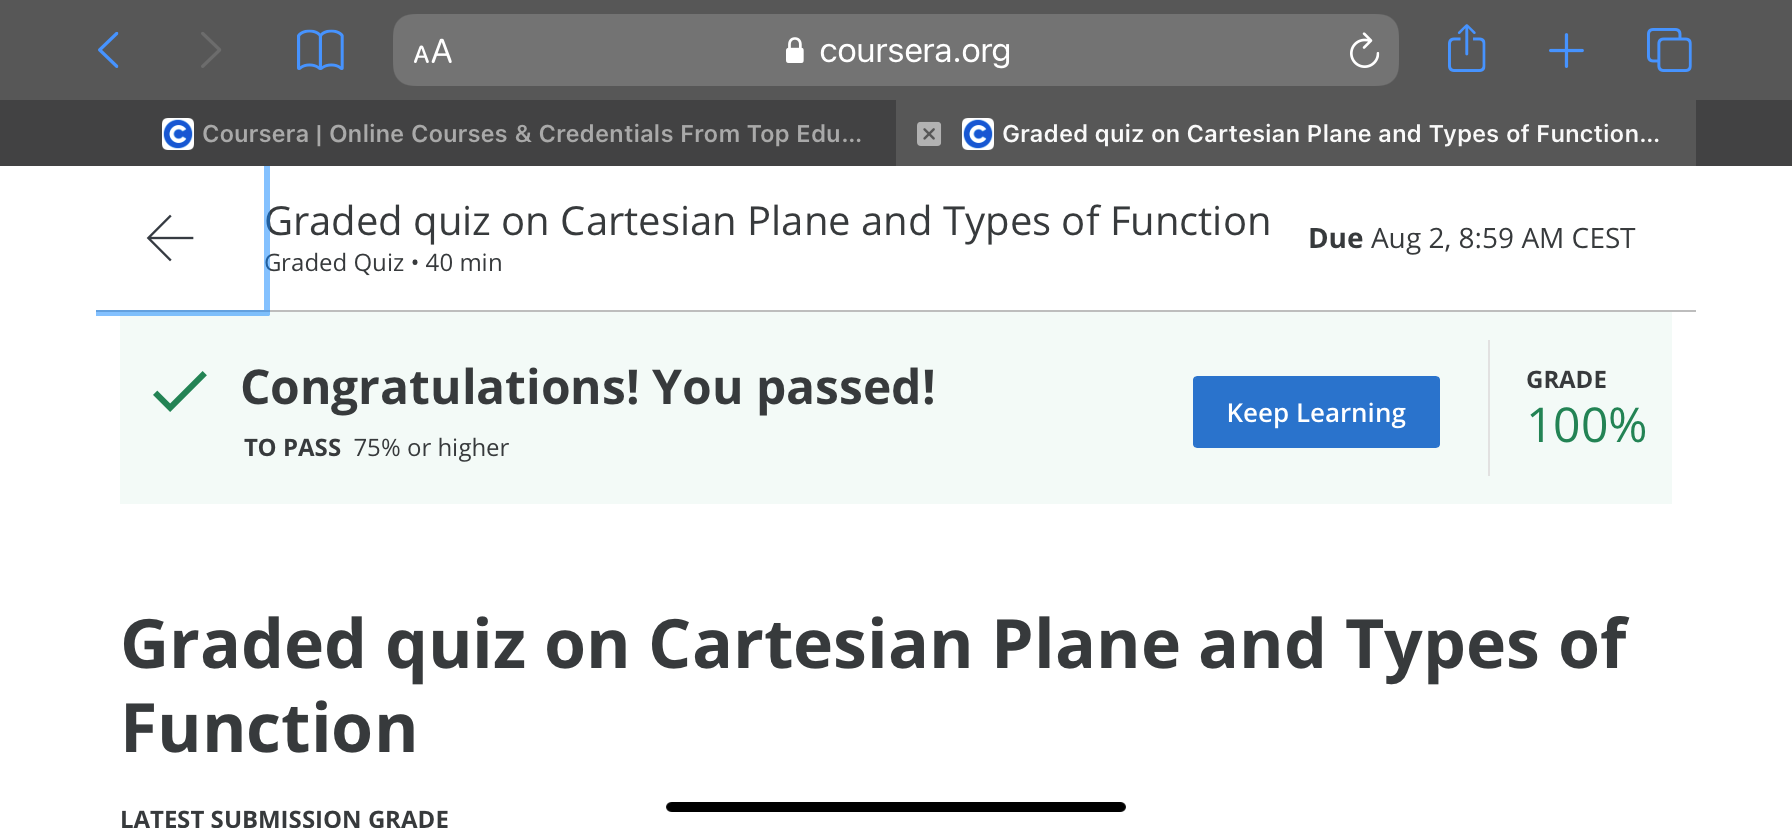 AA
coursera.org
Coursera | Online Courses & Credentials From Top Edu...
Graded quiz on Cartesian Plane and Types of Function...
Graded quiz on Cartesian Plane and Types of Function
Graded Quiz • 40 min
Due Aug 2, 8:59 AM CEST
Congratulations! You passed!
TO PASS 75% or higher
Keep Learning
GRADE
100%
Graded quiz on Cartesian Plane and Types of
Function
LATEST SUBMISSION GRADE